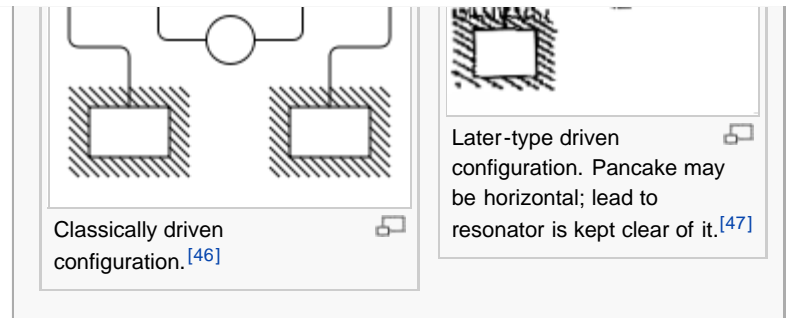 Classically driven
configuration.[46]
Later-type driven
configuration. Pancake may
be horizontal; lead to
resonator is kept clear of it.[47]